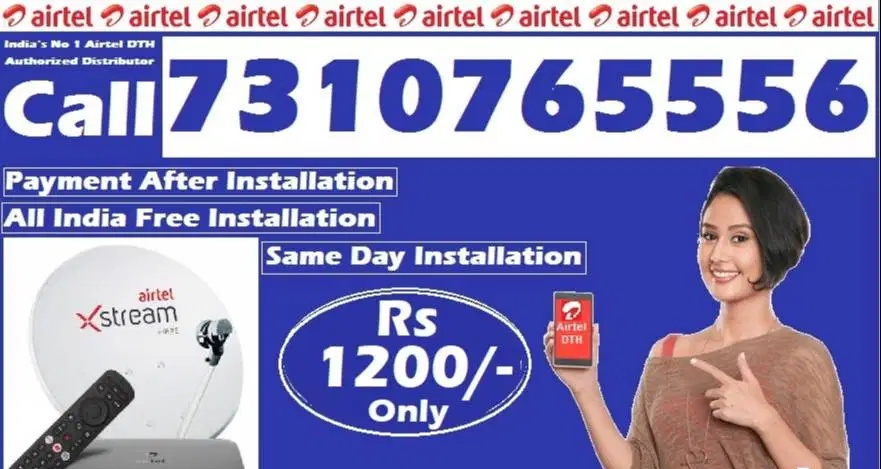 airtel airtel airtel airtel airtel airtel airtel airtel airtel
India's No 1 Airtel DTH
Authorized Distributor
Call 7310765556
Payment After Installation
All India Free Installation
Same Day Installation
airtel
Xstream
Rs
1200/-
Only
Airtel
DTH